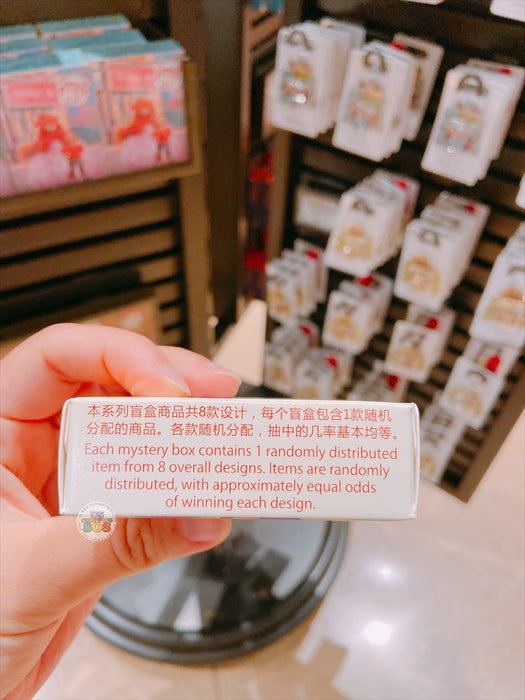 本系列盲盒商品共8款设计，每个盲盒包含1款随机
分配的商品。各款随机分配，抽中的几率基本均等。
Each mystery box contains 1 randomly distributed
item from 8 overall designs. Items are randomly
distributed, with approximately equal odds
of winning each design.